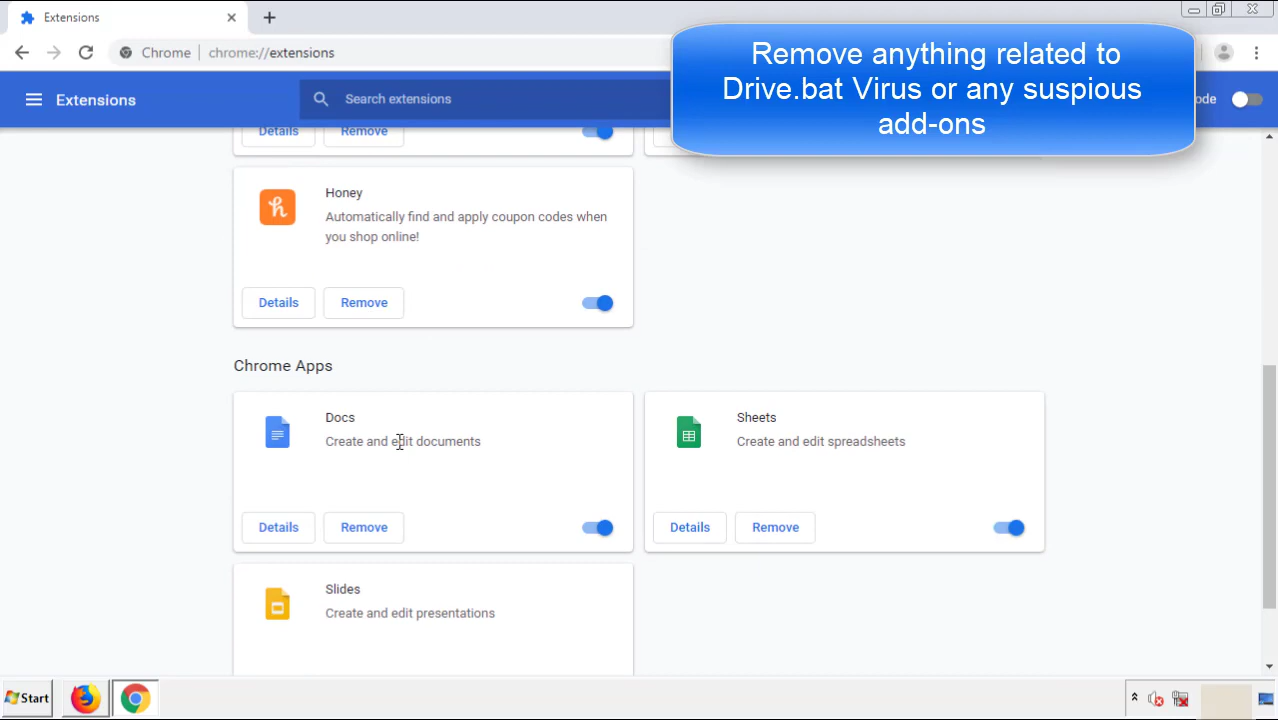 Extensions
Chrome
chrome://extensions
Remove anything related to
Drive.bat Virus or any suspious
add-ons
Extensions
Search extensions
ode
Details
Remove
Honey
Automatically find and apply coupon codes when
you shop online!
Details
Remove
Chrome Apps
Docs
Create and edit documents
Details
Remove
Sheets
Create and edit spreadsheets
Details
Remove
Slides
Create and edit presentations
Start